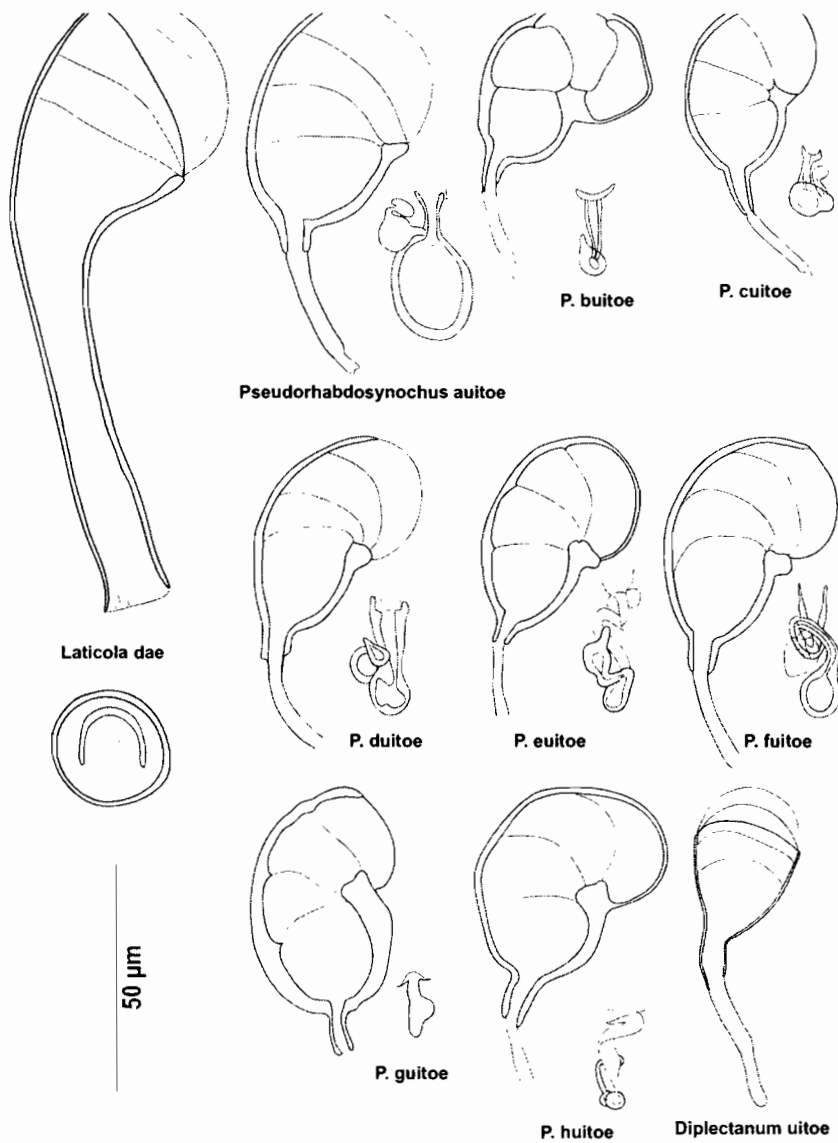 P. buitoe
P. cuitoe
Pseudorhabdosynochus auitoe
Laticola dae
P. duitoe
P. euitoe
P. fuitoe
50 µm
P. guitoe
P. huitoe
Diplectanum uitoe